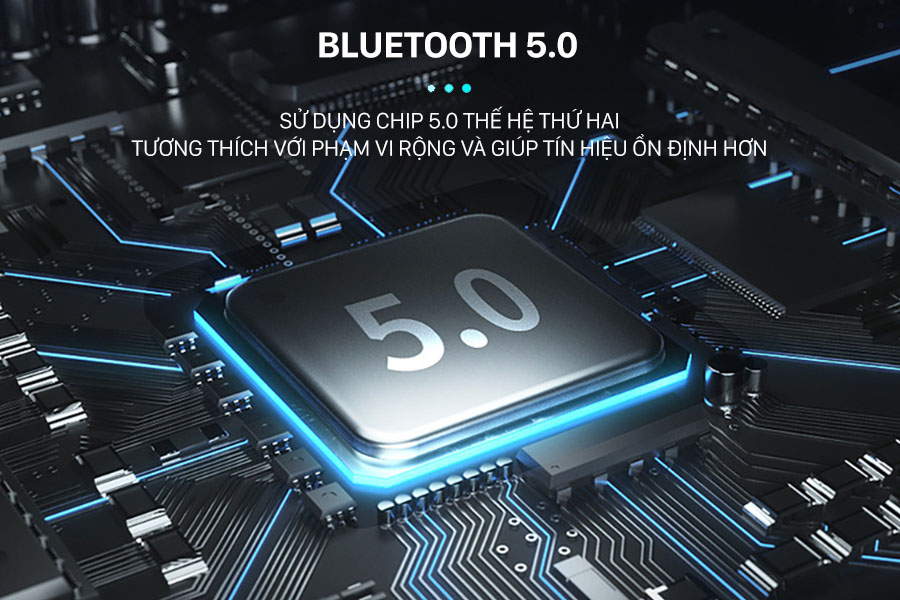 BLUETOOTH 5.0
SỬ DỤNG CHIP 5.0 THẾ HỆ THỨ HAI
TƯƠNG THÍCH VỚI PHẠM VI RỘNG VÀ GIÚP TÍN HIỆU ỔN ĐỊNH HƠN
5.0